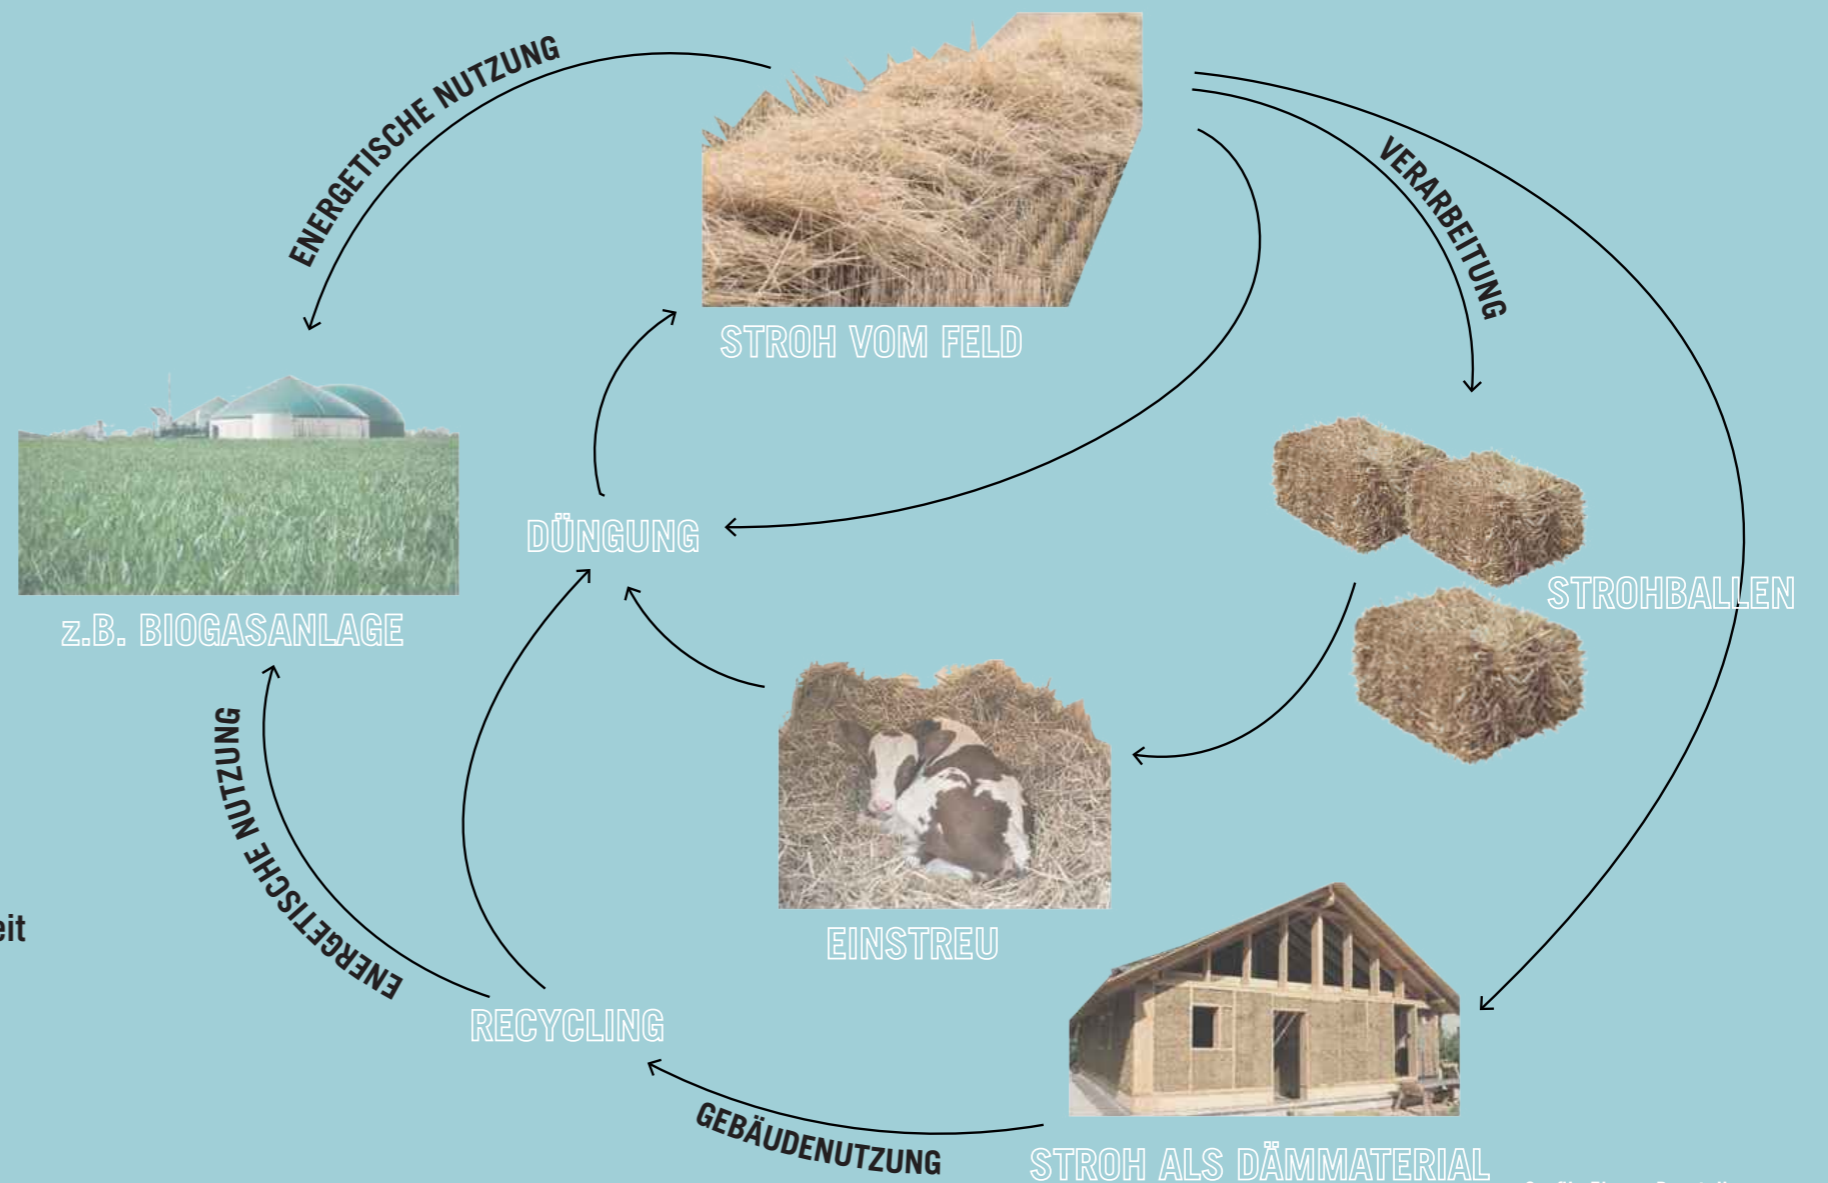 ENERGETISCHE NUTZUNG
VERARBEITUNG
STROH VOM FELD
DÜNGUNG
STROHBALLEN
z.B. BIOGASANLAGE
ENERGETISCHE NUTZUNG
eit
EINSTREU
RECYCLING
GEBÄUDENUTZUNG
STROH ALS DÄMMATERIAL